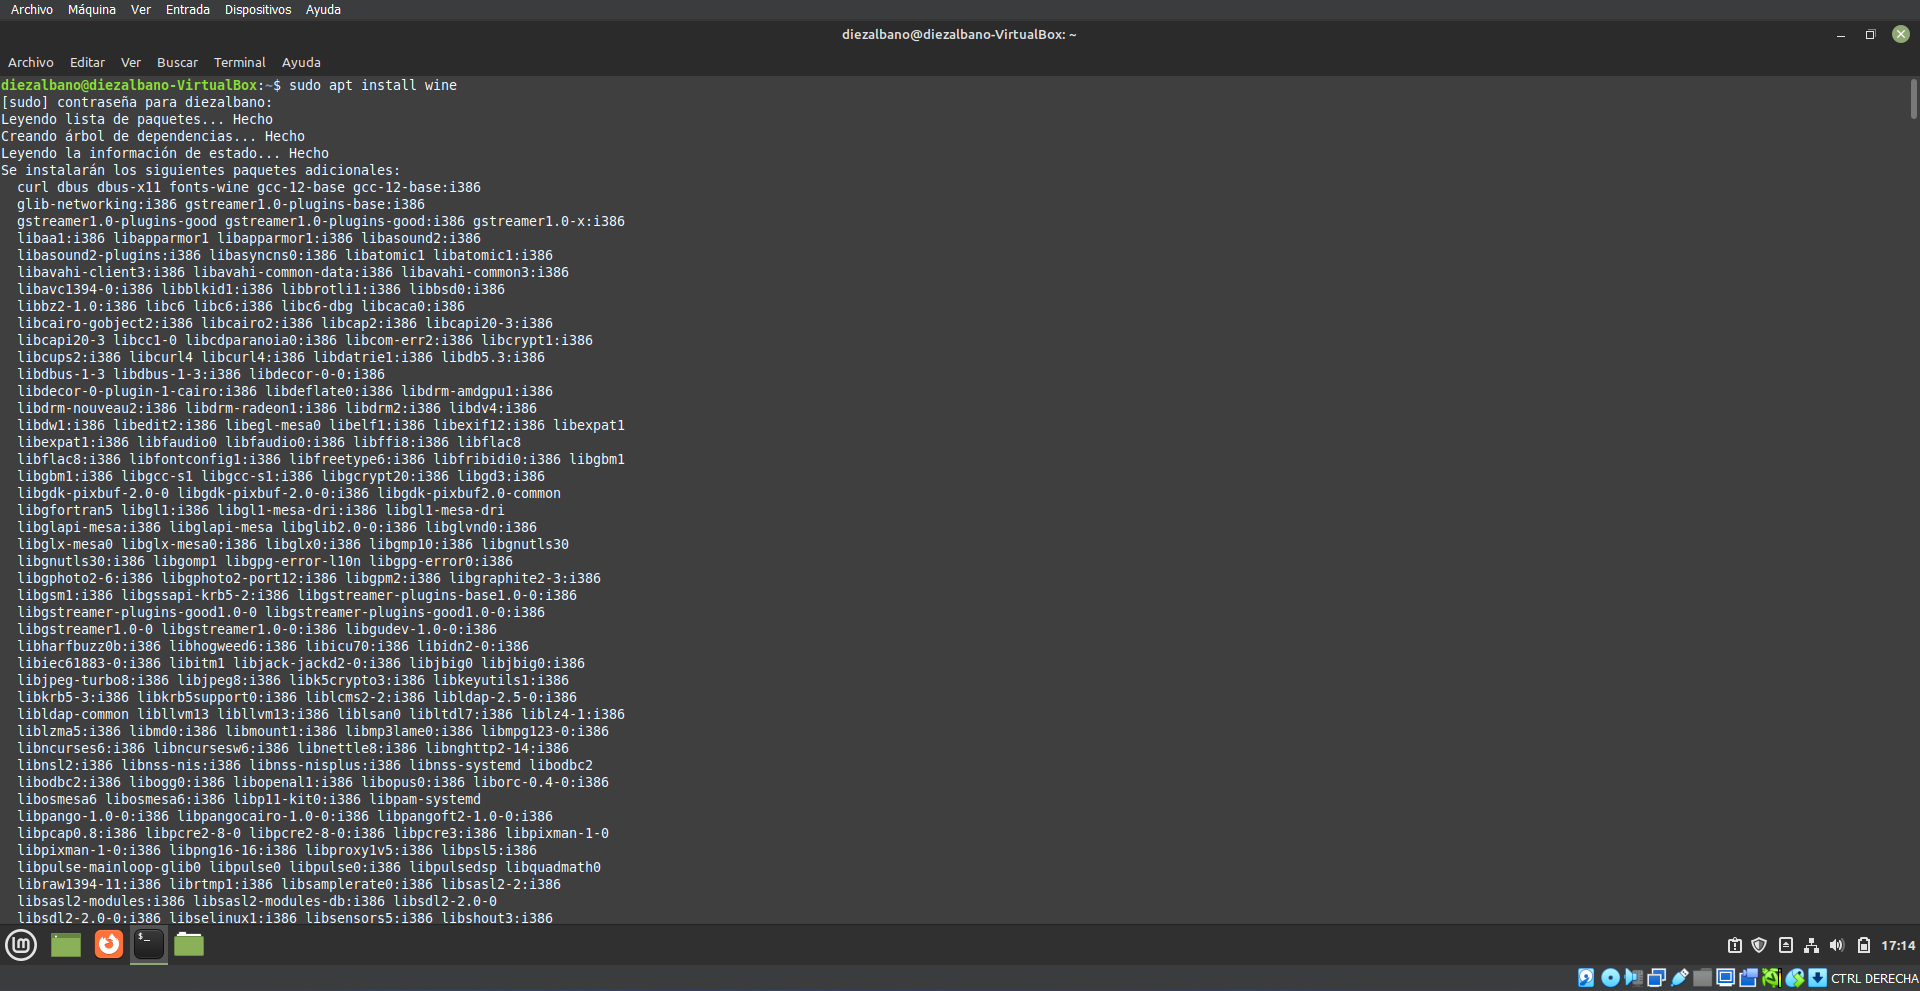 Archivo Máquina Ver Entrada Dispositivos Ayuda
diezalbano@diezalbano-VirtualBox: ~
Archivo Editar Ver Buscar Terminal Ayuda
diezalbano@diezalbano-VirtualBox:~$ sudo apt install wine
[sudo] contraseña para diezalbano:
Leyendo lista de paquetes... Hecho
Creando árbol de dependencias... Hecho
Leyendo la información de estado... Hecho
Se instalarán los siguientes paquetes adicionales:
curl dbus dbus-x11 fonts-wine gcc-12-base gcc-12-base:i386
glib-networking:i386 gstreamer1.0-plugins-base:i386
gstreamer1.0-plugins-good gstreamer1.0-plugins-good:i386 gstreamer1.0-x:i386
libaa1:i386 libapparmor1 libapparmor1:i386 libasound2:i386
libasound2-plugins:i386 libasyncns0:i386 libatomic1 libatomic1:i386
libavahi-client3:i386 libavahi-common-data:i386 libavahi-common3:i386
libavc1394-0:i386 libblkid1:i386 libbrotli1:i386 libbsd0:i386
libbz2-1.0:i386 libc6 libc6:i386 libc6-dbg libcaca0:i386
libcairo-gobject2:i386 libcairo2:i386 libcap2:i386 libcapi20-3:i386
libcapi20-3 libcc1-0 libcdparanoia0:i386 libcom-err2:i386 libcrypt1:i386
libcups2:i386 libcurl4 libcurl4:i386 libdatrie1:i386 libdb5.3:i386
libdbus-1-3 libdbus-1-3:i386 libdecor-0-0:i386
libdecor-0-plugin-1-cairo:i386 libdeflate0:i386 libdrm-amdgpu1:i386
libdrm-nouveau2:i386 libdrm-radeon1:i386 libdrm2:i386 libdv4:i386
libdw1:i386 libedit2:i386 libegl-mesa0 libelf1:i386 libexif12:i386 libexpat1
libexpat1:i386 libfaudio0 libfaudio0:i386 libffi8:i386 libflac8
libflac8:i386 libfontconfig1:i386 libfreetype6:i386 libfribidi0:i386 libgbm1
libgbm1:i386 libgcc-s1 libgcc-s1:i386 libgcrypt20:i386 libgd3:i386
libgdk-pixbuf-2.0-0 libgdk-pixbuf-2.0-0:i386 libgdk-pixbuf2.0-common
libgfortran5 libgl1:i386 libgl1-mesa-dri:i386 libgl1-mesa-dri
libglapi-mesa:i386 libglapi-mesa libglib2.0-0:i386 libglvnd0:i386
libglx-mesa0 libglx-mesa0:i386 libglx0:i386 libgmp10:i386 libgnutls30
libgnutls30:i386 libgomp1 libgpg-error-l10n libgpg-error0:i386
libgphoto2-6:i386 libgphoto2-port12:i386 libgpm2:i386 libgraphite2-3:i386
libgsm1:i386 libgssapi-krb5-2:i386 libgstreamer-plugins-base1.0-0:i386
libgstreamer-plugins-good1.0-0 libgstreamer-plugins-good1.0-0:i386
libgstreamer1.0-0 libgstreamer1.0-0:i386 libgudev-1.0-0:i386
libharfbuzz0b:i386 libhogweed6:i386 libicu70:i386 libidn2-0:i386
libiec61883-0:i386 libitm1 libjack-jackd2-0:i386 libjbig0 libjbig0:i386
libjpeg-turbo8:i386 libjpeg8:i386 libk5crypto3:i386 libkeyutils1:i386
libkrb5-3:i386 libkrb5support0:i386 liblcms2-2:i386 libldap-2.5-0:i386
libldap-common libllvm13 libllvm13:i386 liblsan0 libltdl7:i386 liblz4-1:i386
liblzma5:i386 libmd0:i386 libmount1:i386 libmp3lame0:i386 libmpg123-0:i386
libncurses6:i386 libncursesw6:i386 libnettle8:i386 libnghttp2-14:i386
libnsl2:i386 libnss-nis:i386 libnss-nisplus:i386 libnss-systemd libodbc2
libodbc2:i386 libogg0:i386 libopenal1:i386 libopus0:i386 liborc-0.4-0:i386
libosmesa6 libosmesa6:i386 libp11-kit0:i386 libpam-systemd
libpango-1.0-0:i386 libpangocairo-1.0-0:i386 libpangoft2-1.0-0:i386
libpcap0.8:i386 libpcre2-8-0 libpcre2-8-0:i386 libpcre3:i386 libpixman-1-0
libpixman-1-0:i386 libpng16-16:i386 libproxy1v5:i386 libpsl5:i386
libpulse-mainloop-glib0 libpulse0 libpulse0:i386 libpulsedsp libquadmath0
libraw1394-11:i386 librtmp1:i386 libsamplerate0:i386 libsasl2-2:i386
libsasl2-modules:i386 libsasl2-modules-db:i386 libsdl2-2.0-0
libsdl2-2.0-0:i386 libselinux1:i386 libsensors5:i386 libshout3:i386
17:14
CTRL DERECHA